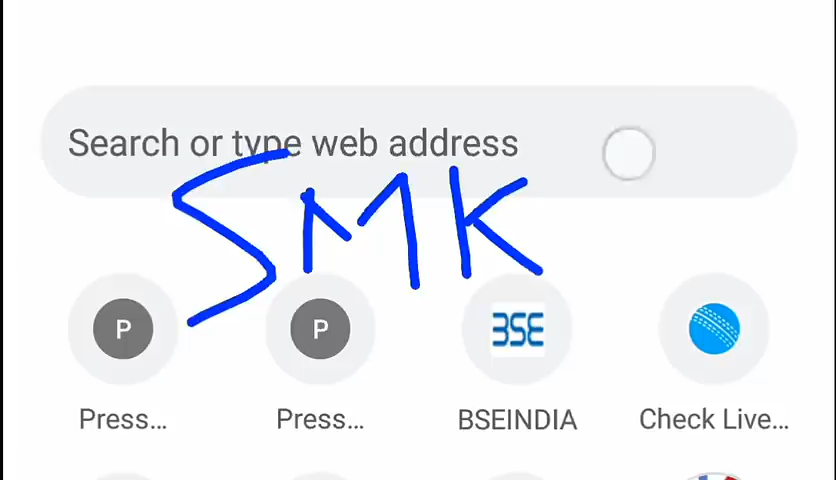 Search or type web address
SMK
P P BSE
Press... Press... BSEINDIA Check Live...